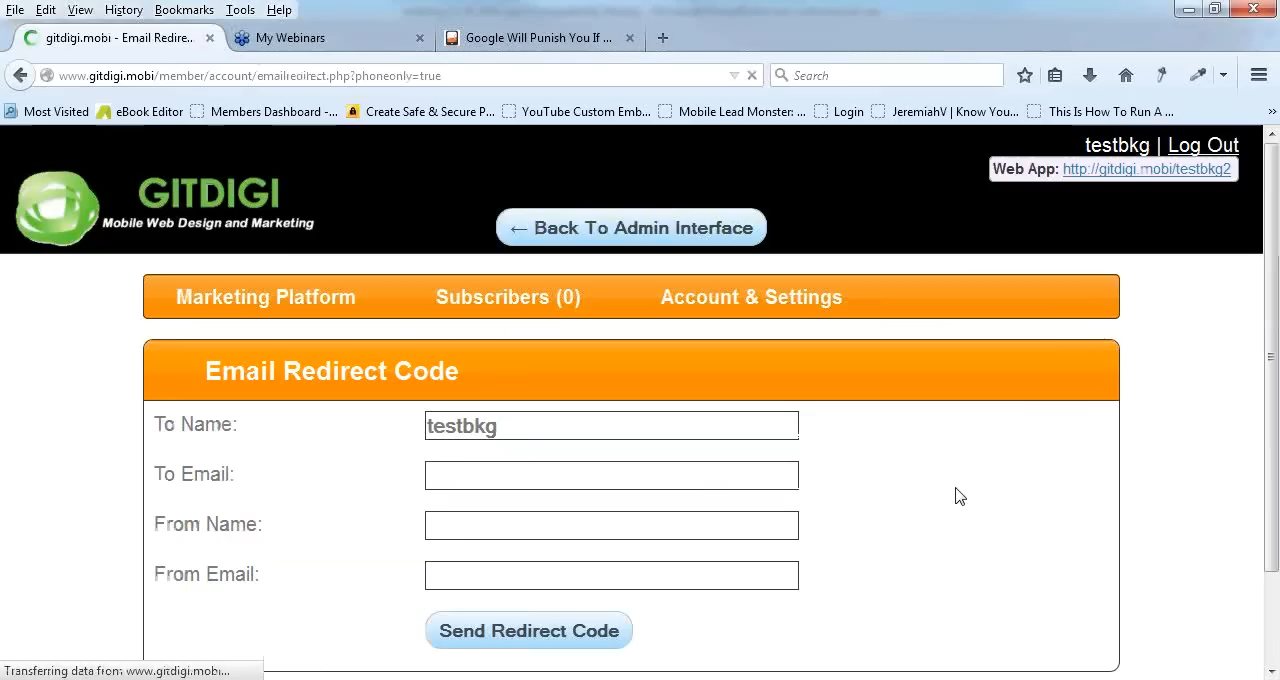 File Edit View History Bookmarks Tools Help
gitdigi.mobi - Email Redire... My Webinars Google Will Punish You If ...
www.gitdigi.mobi/member/account/emailredirect.php?phoneonly=true Search
Most Visited eBook Editor Members Dashboard -... Create Safe & Secure P... YouTube Custom Emb... Mobile Lead Monster: ... Login JeremiahV | Know You... This Is How To Run A ...
testbkg | Log Out
Web App: http://gitdigi.mobi/testbkg2
GITDIGI
Mobile Web Design and Marketing
← Back To Admin Interface
Marketing Platform Subscribers (0) Account & Settings
Email Redirect Code
To Name: testbkg
To Email:
From Name:
From Email:
Send Redirect Code
Transferring data from www.gitdigi.mobi...